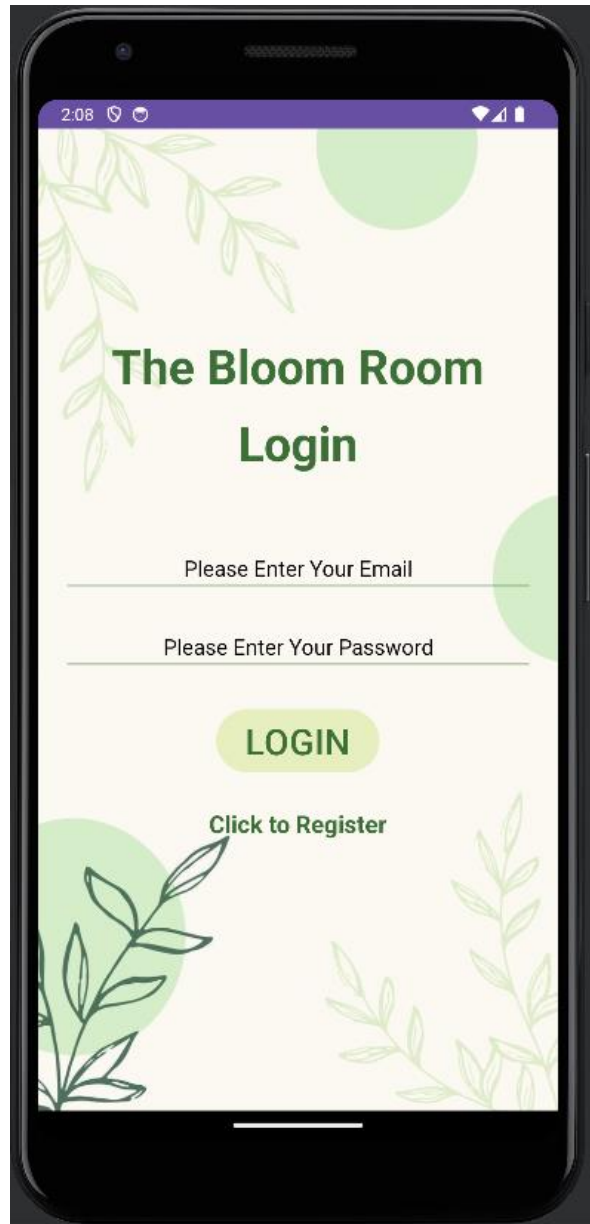 2:08
The Bloom Room
Login
Please Enter Your Email
Please Enter Your Password
LOGIN
Click to Register